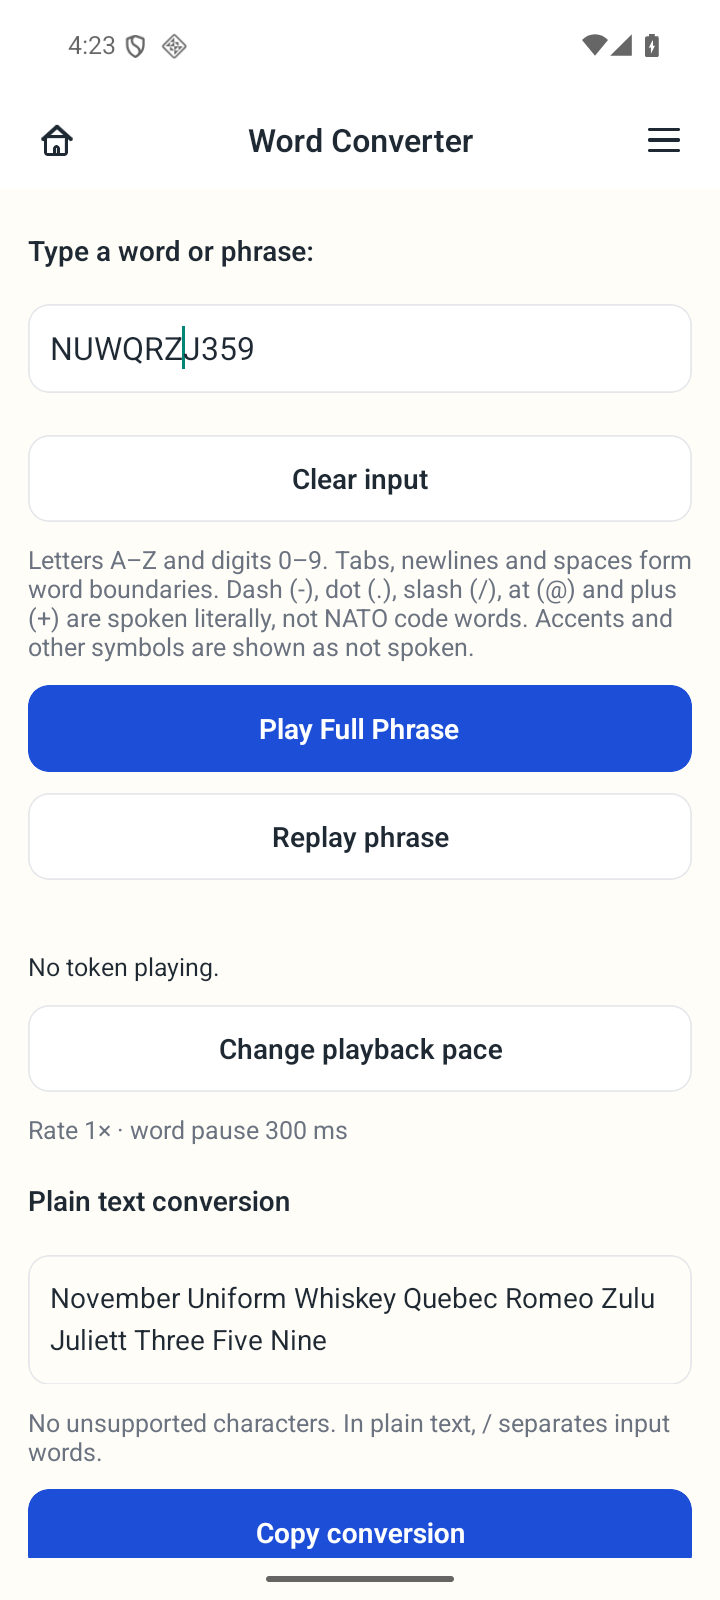 4:23
Word Converter
Type a word or phrase:
NUWQRZJ359
Clear input
Letters A–Z and digits 0–9. Tabs, newlines and spaces form
word boundaries. Dash (-), dot (.), slash (/), at (@) and plus
(+) are spoken literally, not NATO code words. Accents and
other symbols are shown as not spoken.
Play Full Phrase
Replay phrase
No token playing.
Change playback pace
Rate 1× · word pause 300 ms
Plain text conversion
November Uniform Whiskey Quebec Romeo Zulu
Juliett Three Five Nine
No unsupported characters. In plain text, / separates input
words.
Copy conversion